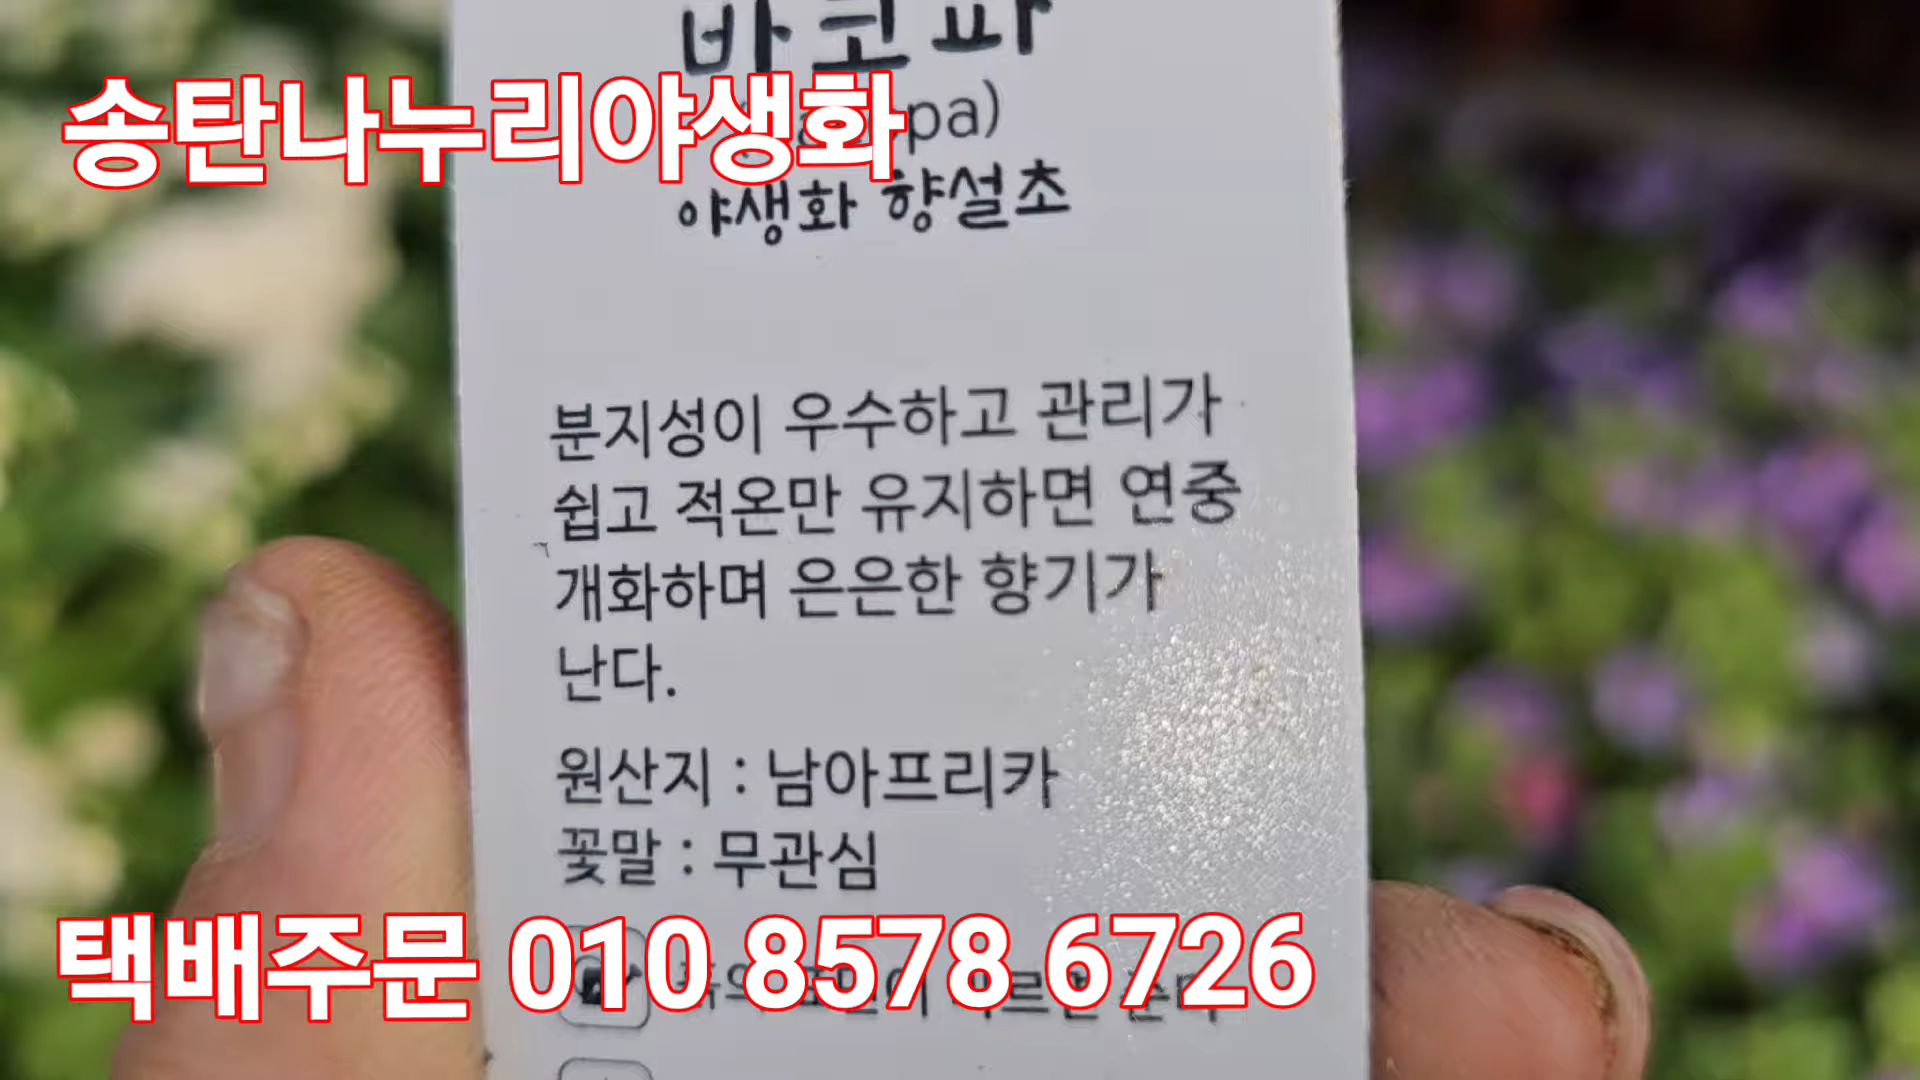 바코파
송탄나누리야생화
야생화 향설초
분지성이 우수하고 관리가
쉽고 적온만 유지하면 연중
개화하며 은은한 향기가
난다.
원산지 : 남아프리카
꽃말 : 무관심
택배주문 010 8578 6726